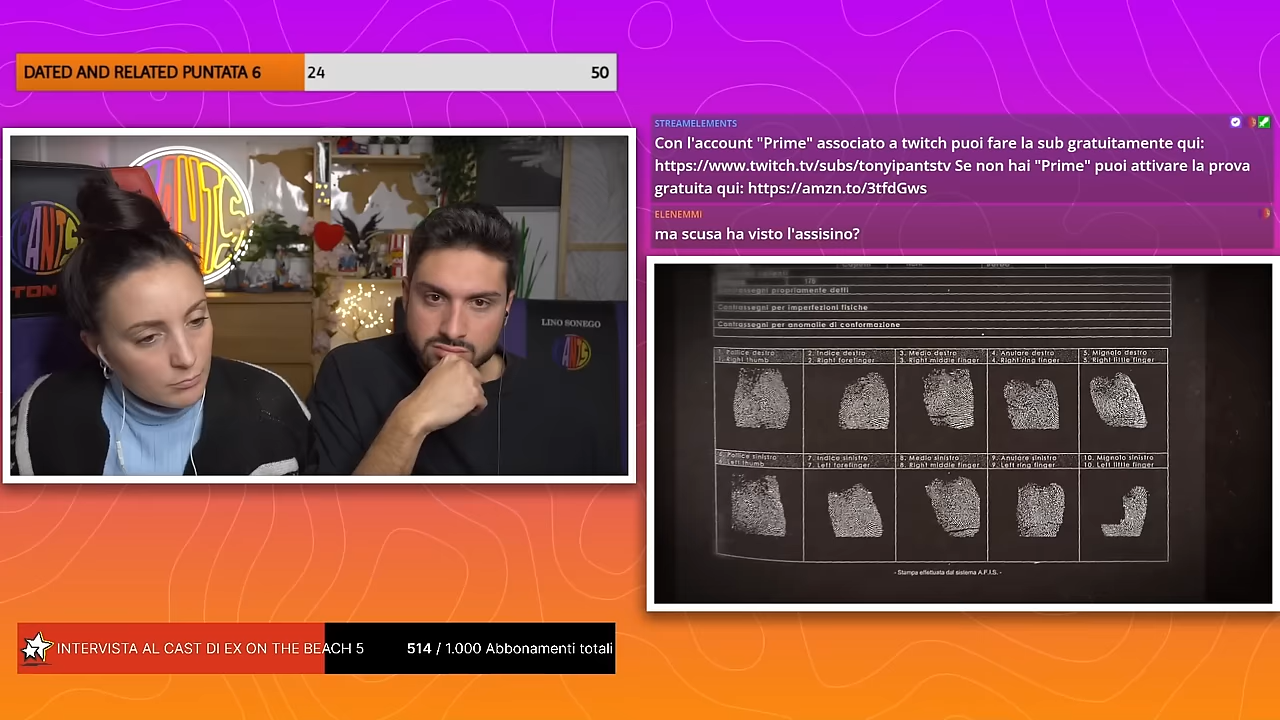 DATED AND RELATED PUNTATA 6 24 50
STREAMELEMENTS
Con l'account "Prime" associato a twitch puoi fare la sub gratuitamente qui:
https://www.twitch.tv/subs/tonyipantstv Se non hai "Prime" puoi attivare la prova
gratuita qui: https://amzn.to/3tfdGws
ELENEMMI
ma scusa ha visto l'assisino?
PANTS
TON
LINO SONEGO
PANTS
178
propriamente detti
Contrassegni per imperfezioni fisiche
Contrassegni per anomalie di conformazione
1. Pollice destro 2. Indice destro 3. Medio destro 4. Anulare destro 5. Mignolo destro
1. Right thumb 2. Right forefinger 3. Right middle finger 4. Right ring finger 5. Right little finger
6. Pollice sinistro 7. Indice sinistro 8. Medio sinistro 9. Anulare sinistro 10. Mignolo sinistro
6. Left thumb 7. Left forefinger 8. Right middle finger 9. Left ring finger 10. Left little finger
- Stampa effettuata dal sistema A.F.I.S. -
INTERVISTA AL CAST DI EX ON THE BEACH 5 514 / 1.000 Abbonamenti totali